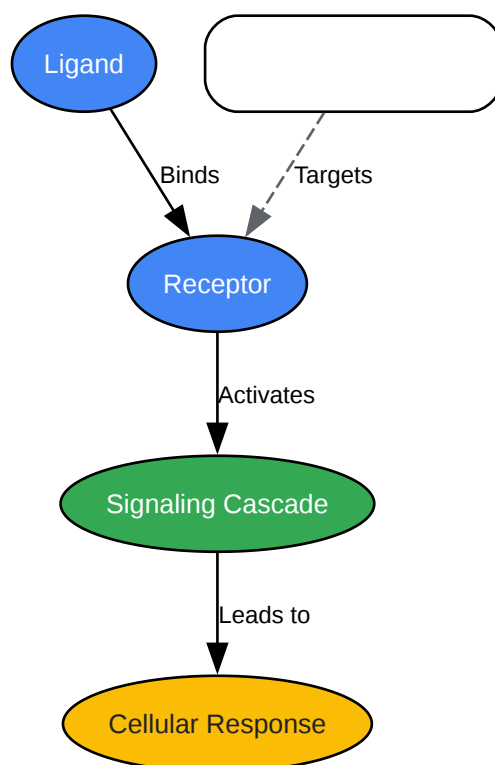 Ligand
Binds
Targets
Receptor
Activates
Signaling Cascade
Leads to
Cellular Response